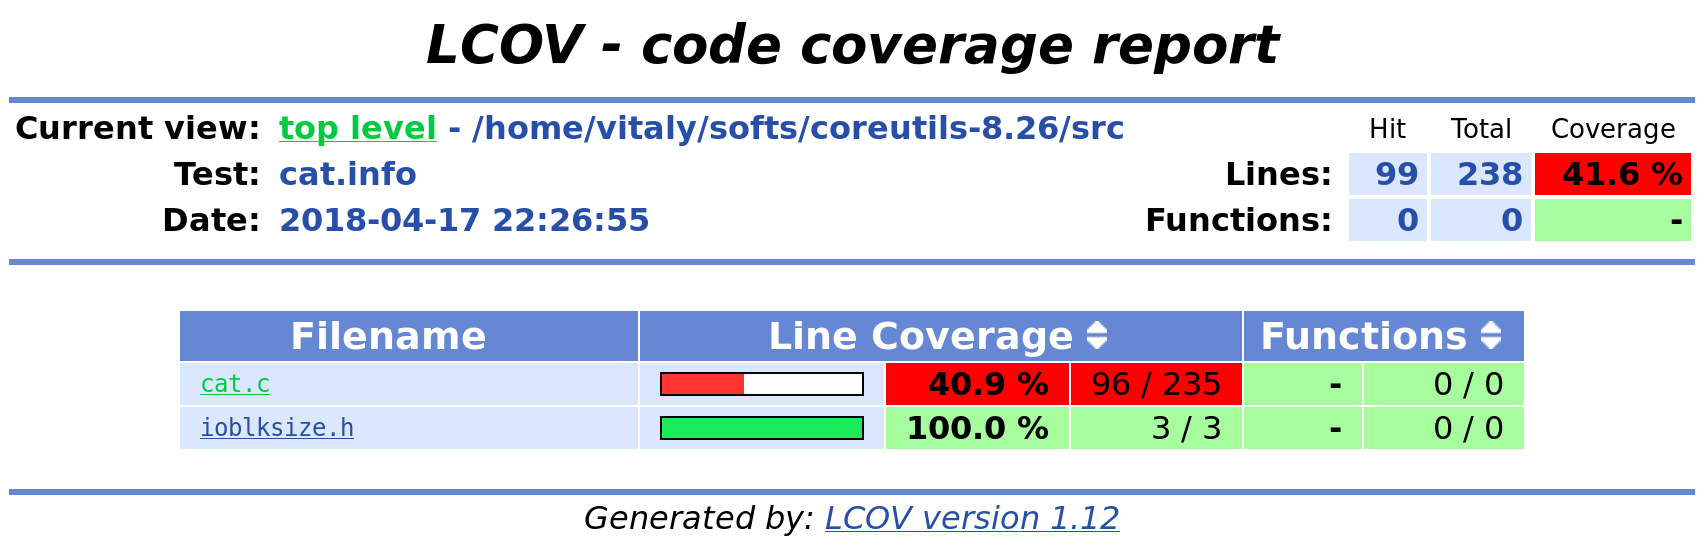 LCOV - code coverage report
Current view: top level - /home/vitaly/softs/coreutils-8.26/src Hit Total Coverage
Test: cat.info Lines: 99 238 41.6 %
Date: 2018-04-17 22:26:55 Functions: 0 0 -
Filename Line Coverage Functions
cat.c 40.9 % 96 / 235 - 0 / 0
ioblksize.h 100.0 % 3 / 3 - 0 / 0
Generated by: LCOV version 1.12